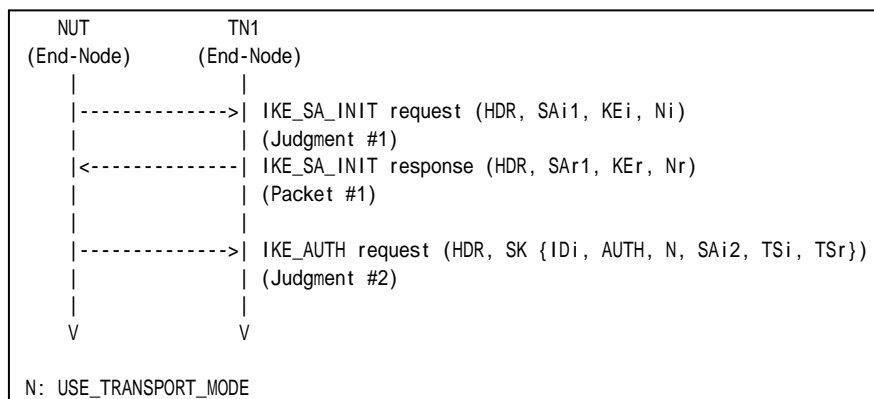 NUT TN1
(End-Node) (End-Node)
| |
|-------------->| IKE_SA_INIT request (HDR, SAi1, KEi, Ni)
| | (Judgment #1)
|<--------------| IKE_SA_INIT response (HDR, SAr1, KEr, Nr)
| | (Packet #1)
| |
|-------------->| IKE_AUTH request (HDR, SK {IDi, AUTH, N, SAi2, TSi, TSr})
| | (Judgment #2)
| |
V V
N: USE_TRANSPORT_MODE